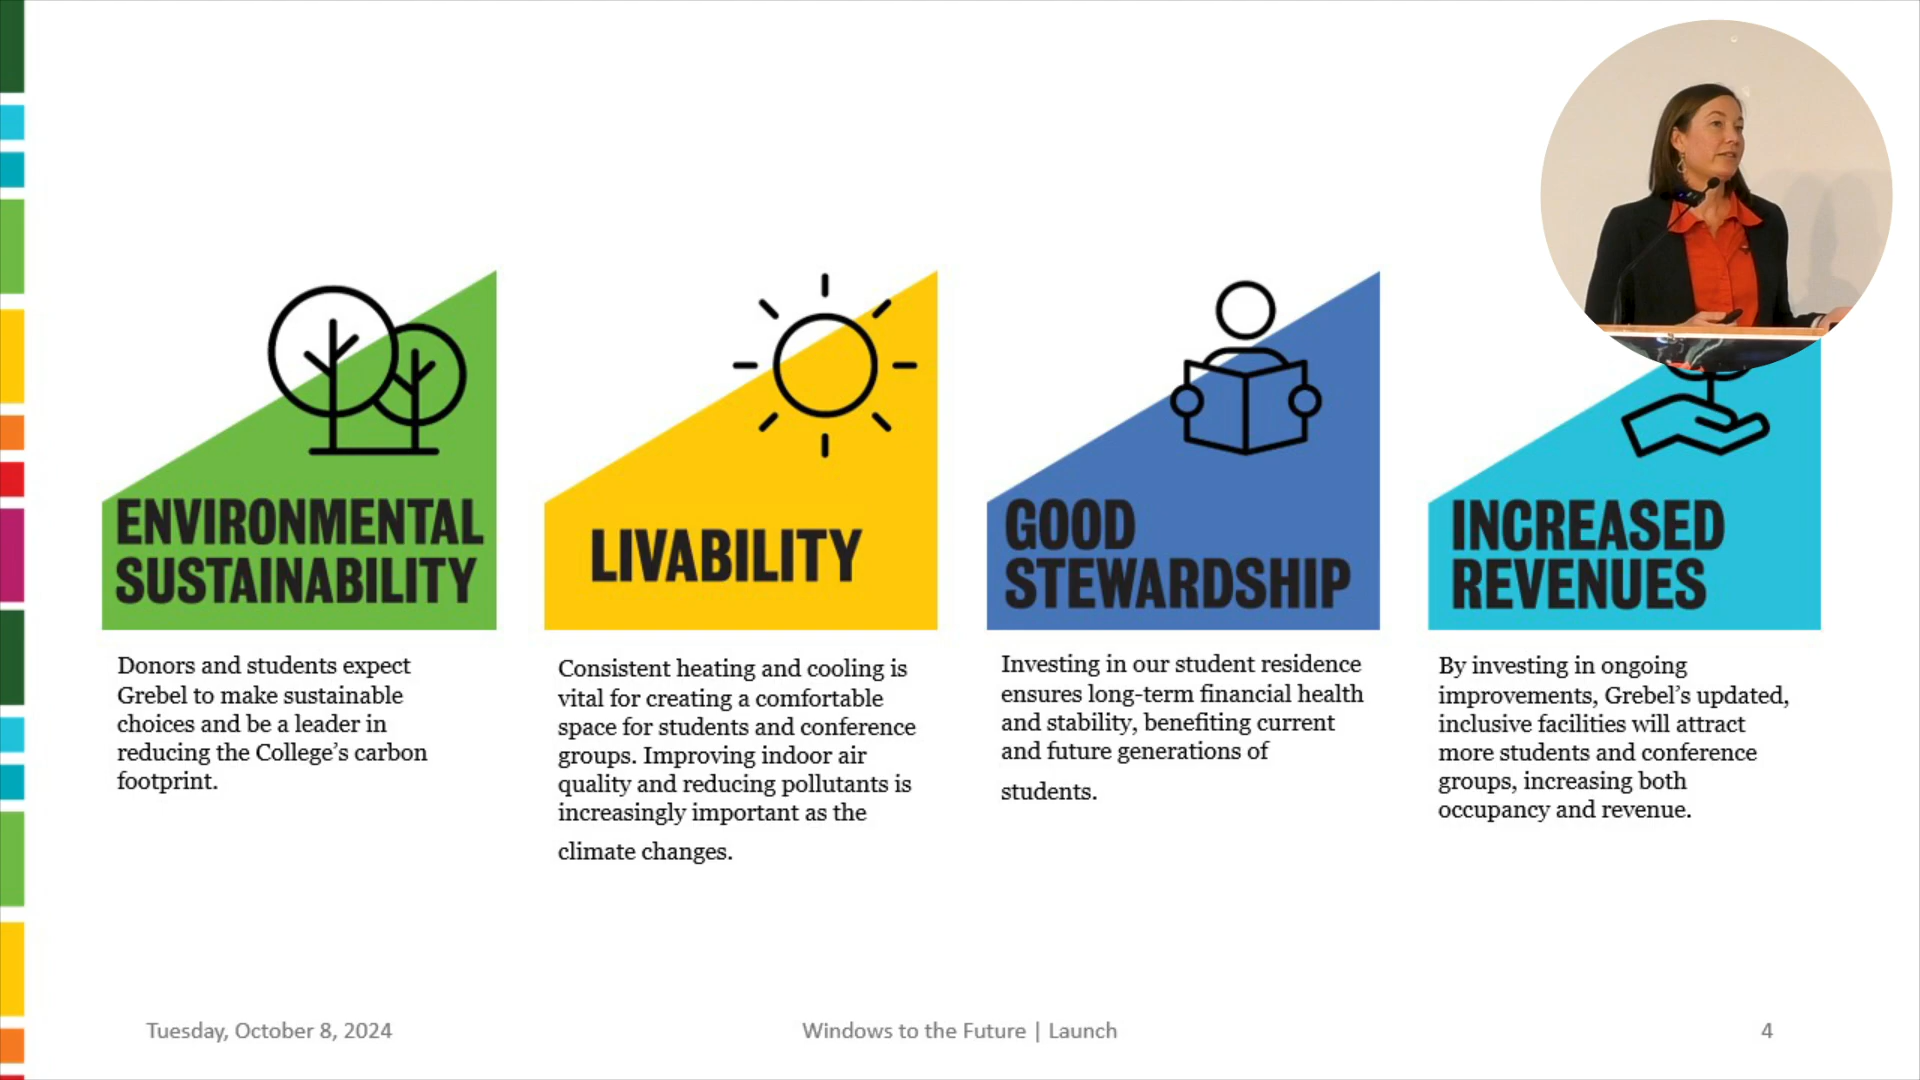 ENVIRONMENTAL
SUSTAINABILITY
Donors and students expect
Grebel to make sustainable
choices and be a leader in
reducing the College’s carbon
footprint.
LIVABILITY
Consistent heating and cooling is
vital for creating a comfortable
space for students and conference
groups. Improving indoor air
quality and reducing pollutants is
increasingly important as the
climate changes.
GOOD
STEWARDSHIP
Investing in our student residence
ensures long-term financial health
and stability, benefiting current
and future generations of
students.
INCREASED
REVENUES
By investing in ongoing
improvements, Grebel’s updated,
inclusive facilities will attract
more students and conference
groups, increasing both
occupancy and revenue.
Tuesday, October 8, 2024
Windows to the Future | Launch
4